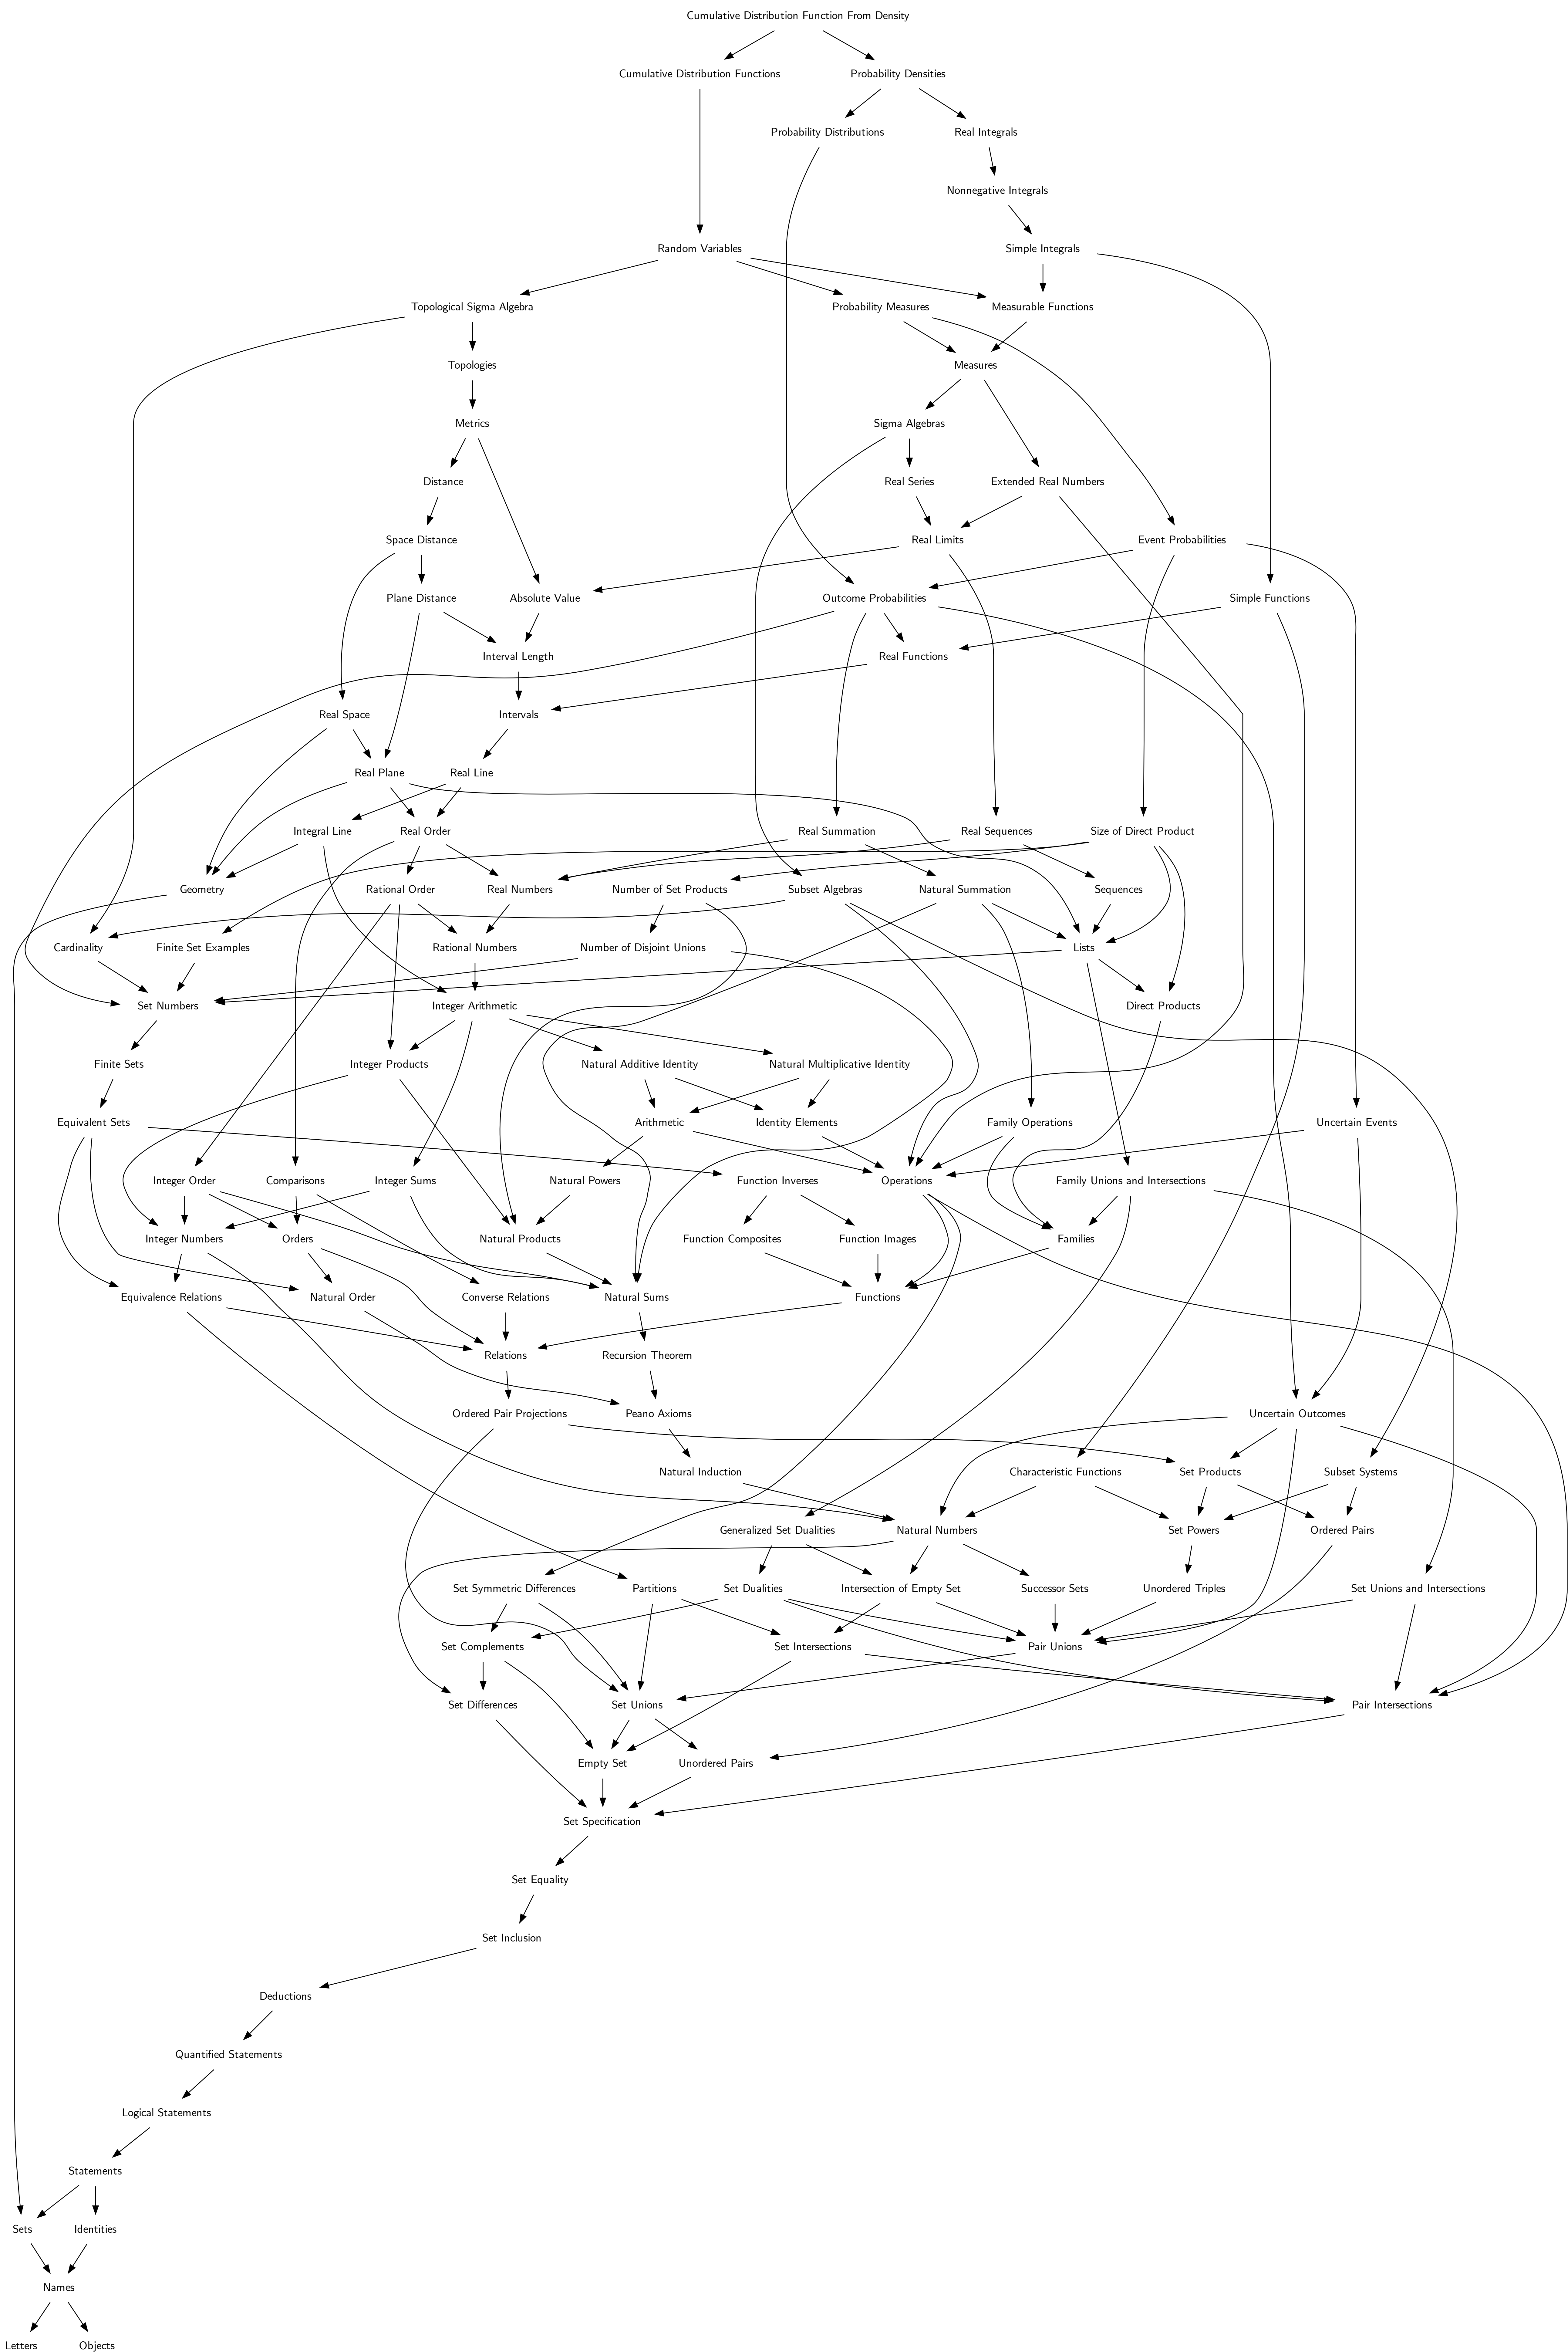 Cumulative Distribution Function From Density
Cumulative Distribution Functions
Probability Densities
Probability Distributions
Real Integrals
Nonnegative Integrals
Random Variables
Simple Integrals
Topological Sigma Algebra
Probability Measures
Measurable Functions
Topologies
Measures
Metrics
Sigma Algebras
Distance
Real Series
Extended Real Numbers
Space Distance
Real Limits
Event Probabilities
Plane Distance
Absolute Value
Outcome Probabilities
Simple Functions
Interval Length
Real Functions
Real Space
Intervals
Real Plane
Real Line
Integral Line
Real Order
Real Summation
Real Sequences
Size of Direct Product
Geometry
Rational Order
Real Numbers
Number of Set Products
Subset Algebras
Natural Summation
Sequences
Cardinality
Finite Set Examples
Rational Numbers
Number of Disjoint Unions
Lists
Set Numbers
Integer Arithmetic
Direct Products
Finite Sets
Integer Products
Natural Additive Identity
Natural Multiplicative Identity
Equivalent Sets
Arithmetic
Identity Elements
Family Operations
Uncertain Events
Integer Order
Comparisons
Integer Sums
Natural Powers
Function Inverses
Operations
Family Unions and Intersections
Integer Numbers
Orders
Natural Products
Function Composites
Function Images
Families
Equivalence Relations
Natural Order
Converse Relations
Natural Sums
Functions
Relations
Recursion Theorem
Ordered Pair Projections
Peano Axioms
Uncertain Outcomes
Natural Induction
Characteristic Functions
Set Products
Subset Systems
Generalized Set Dualities
Natural Numbers
Set Powers
Ordered Pairs
Set Symmetric Differences
Partitions
Set Dualities
Intersection of Empty Set
Successor Sets
Unordered Triples
Set Unions and Intersections
Set Complements
Set Intersections
Pair Unions
Set Differences
Set Unions
Pair Intersections
Empty Set
Unordered Pairs
Set Specification
Set Equality
Set Inclusion
Deductions
Quantified Statements
Logical Statements
Statements
Sets
Identities
Names
Letters
Objects